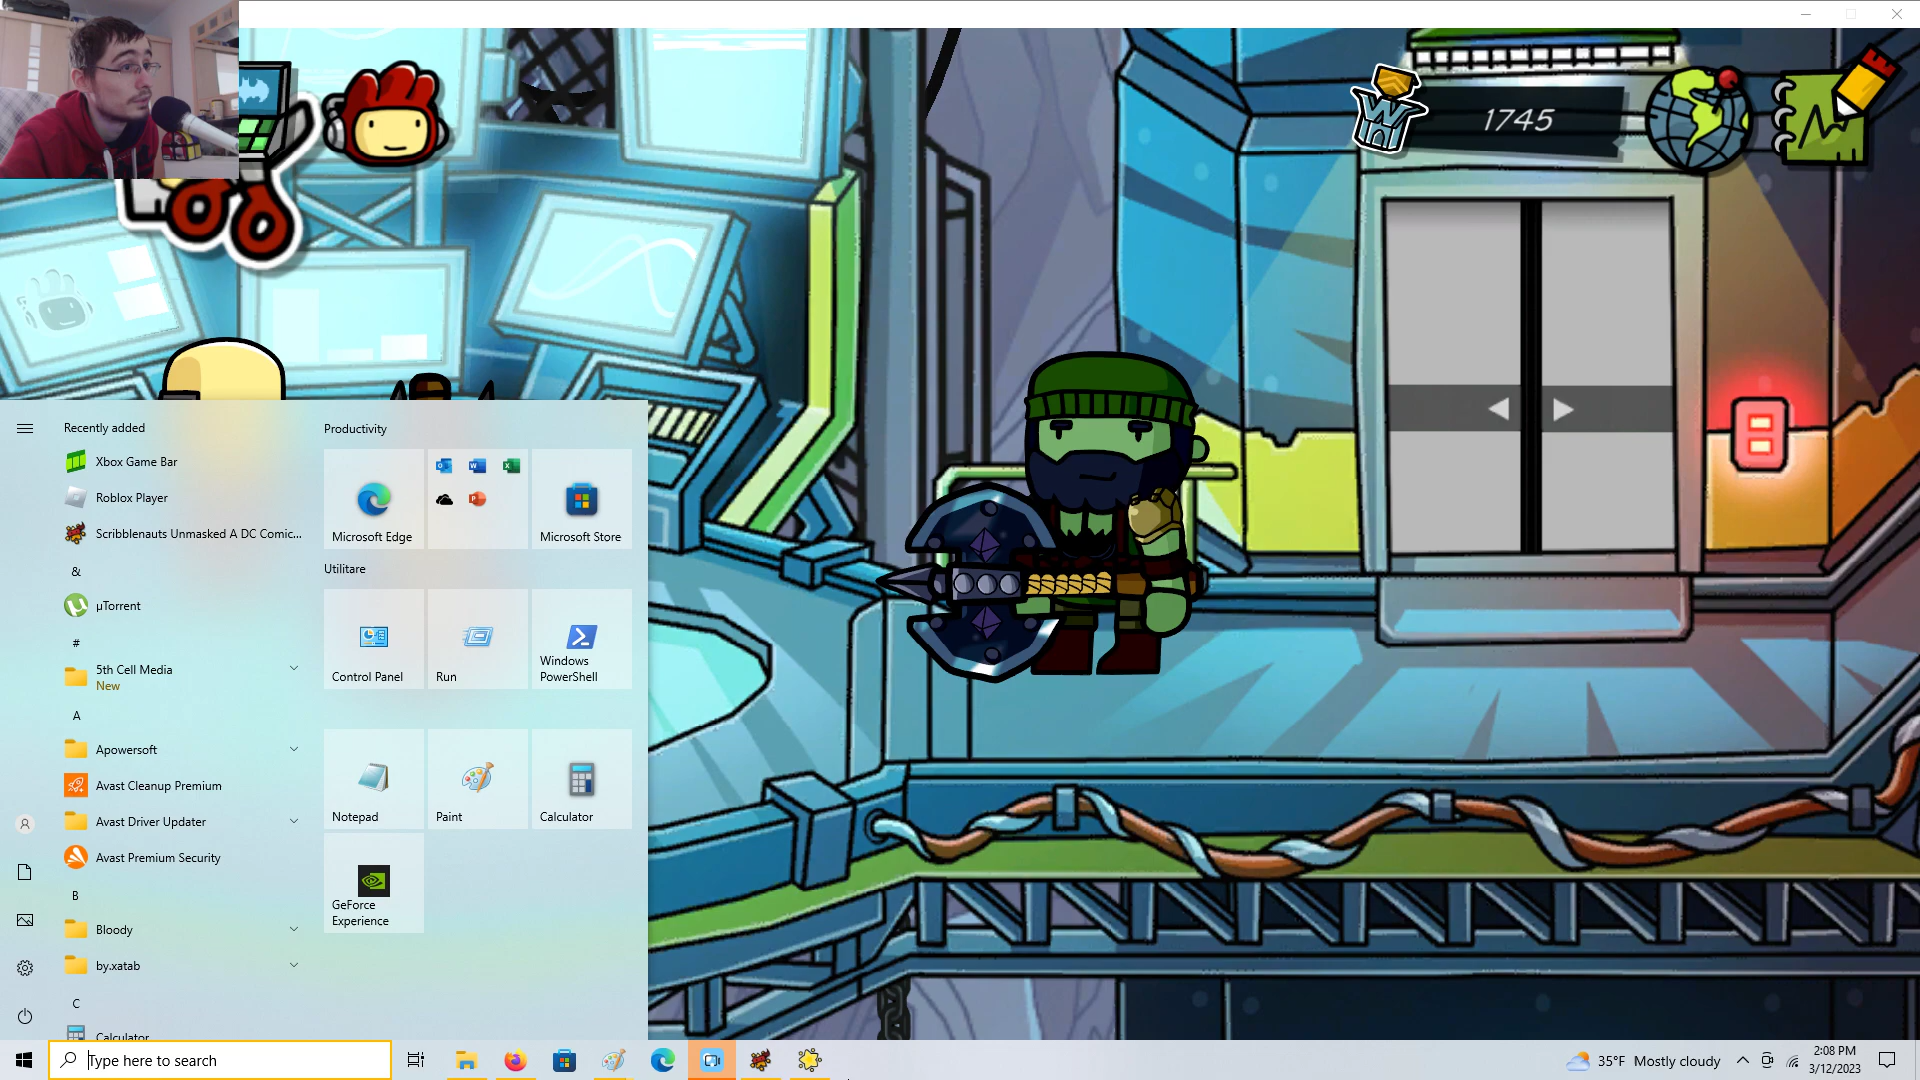 1745
Recently added
Xbox Game Bar
Roblox Player
Scribblenauts Unmasked A DC Comic...
&
µTorrent
#
5th Cell Media
New
A
Apowersoft
Avast Cleanup Premium
Avast Driver Updater
Avast Premium Security
B
Bloody
by.xatab
C
Calculator
Productivity
Microsoft Edge
Microsoft Store
Utilitare
Control Panel
Run
Windows
PowerShell
Notepad
Paint
Calculator
GeForce
Experience
Type here to search
35°F Mostly cloudy
2:08 PM
3/12/2023